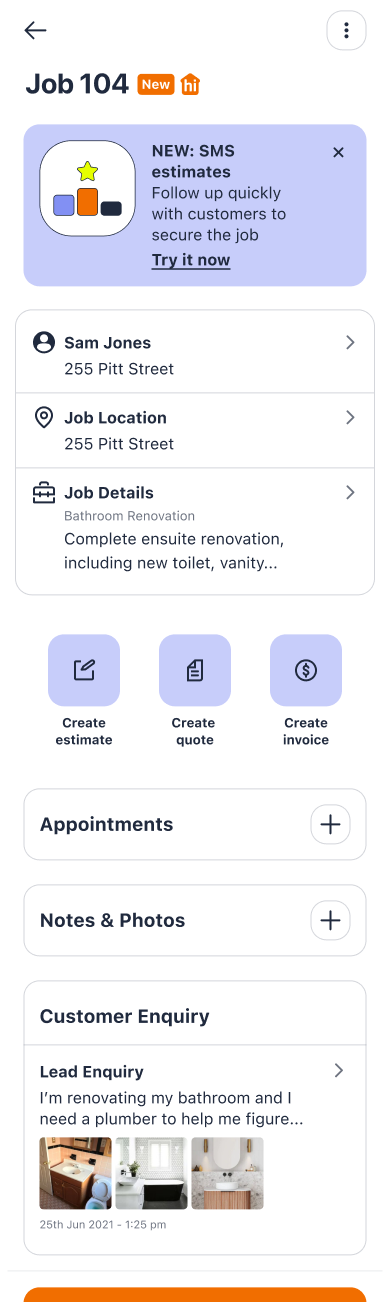 Job 104 New hi
NEW: SMS
estimates
Follow up quickly
with customers to
secure the job
Try it now
Sam Jones
255 Pitt Street
Job Location
255 Pitt Street
Job Details
Bathroom Renovation
Complete ensuite renovation,
including new toilet, vanity...
Create
estimate
Create
quote
Create
invoice
Appointments
Notes & Photos
Customer Enquiry
Lead Enquiry
I’m renovating my bathroom and I
need a plumber to help me figure...
25th Jun 2021 - 1:25 pm